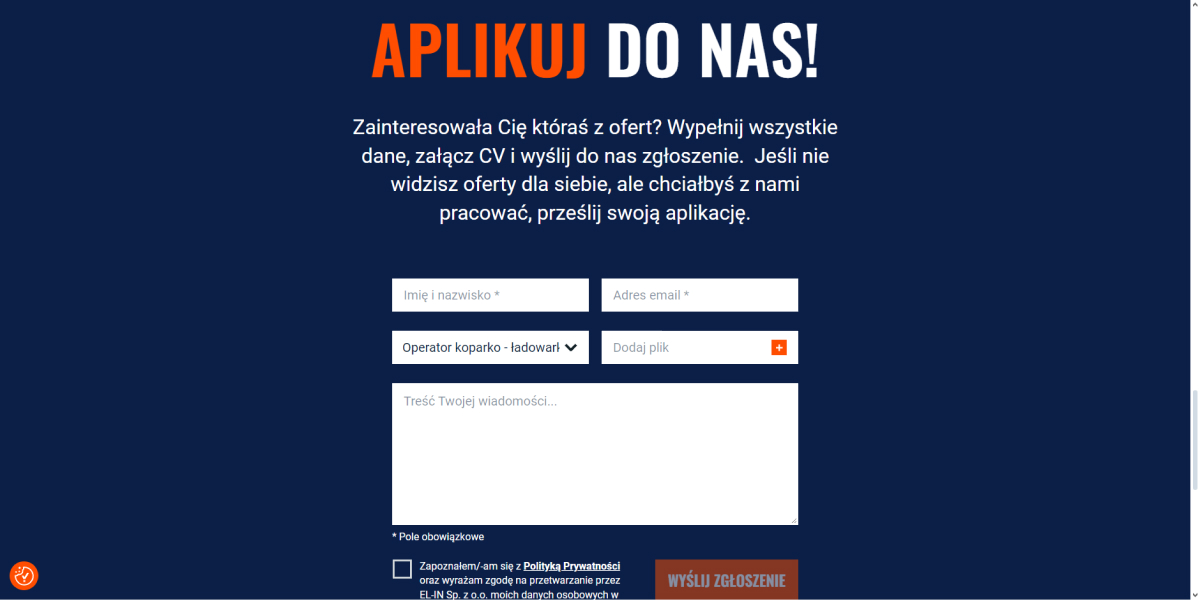 APLIKUJ DO NAS!
Zainteresowała Cię któraś z ofert? Wypełnij wszystkie
dane, załącz CV i wyślij do nas zgłoszenie.  Jeśli nie
widzisz oferty dla siebie, ale chciałbyś z nami
pracować, prześlij swoją aplikację.
Imię i nazwisko *
Adres email *
Operator koparko - ładowark
Dodaj plik
Treść Twojej wiadomości...
* Pole obowiązkowe
Zapoznałem/-am się z Polityką Prywatności
oraz wyrażam zgodę na przetwarzanie przez
EL-IN Sp. z o.o. moich danych osobowych w
WYŚLIJ ZGŁOSZENIE